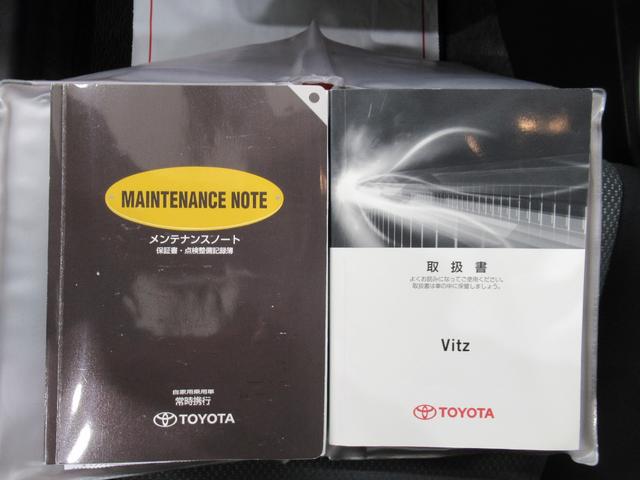 MAINTENANCE NOTE
メンテナンスノート
保証書・点検整備記録簿
自家用乗用車
常時携行
TOYOTA
取扱書
よくお読みになってご使用ください。
取扱書は車の中に保管しましょう。
Vitz
TOYOTA